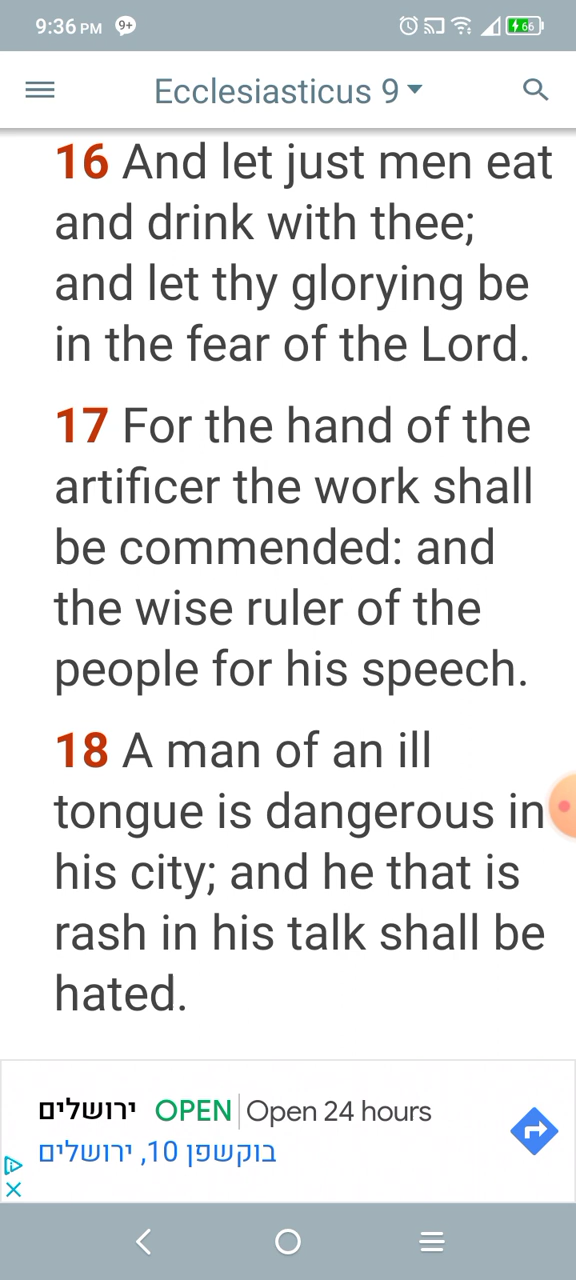 9:36 PM 9+ 66
Ecclesiasticus 9
16 And let just men eat
and drink with thee;
and let thy glorying be
in the fear of the Lord.
17 For the hand of the
artificer the work shall
be commended: and
the wise ruler of the
people for his speech.
18 A man of an ill
tongue is dangerous in
his city; and he that is
rash in his talk shall be
hated.
ירושלים OPEN Open 24 hours
בוקשפן 10, ירושלים